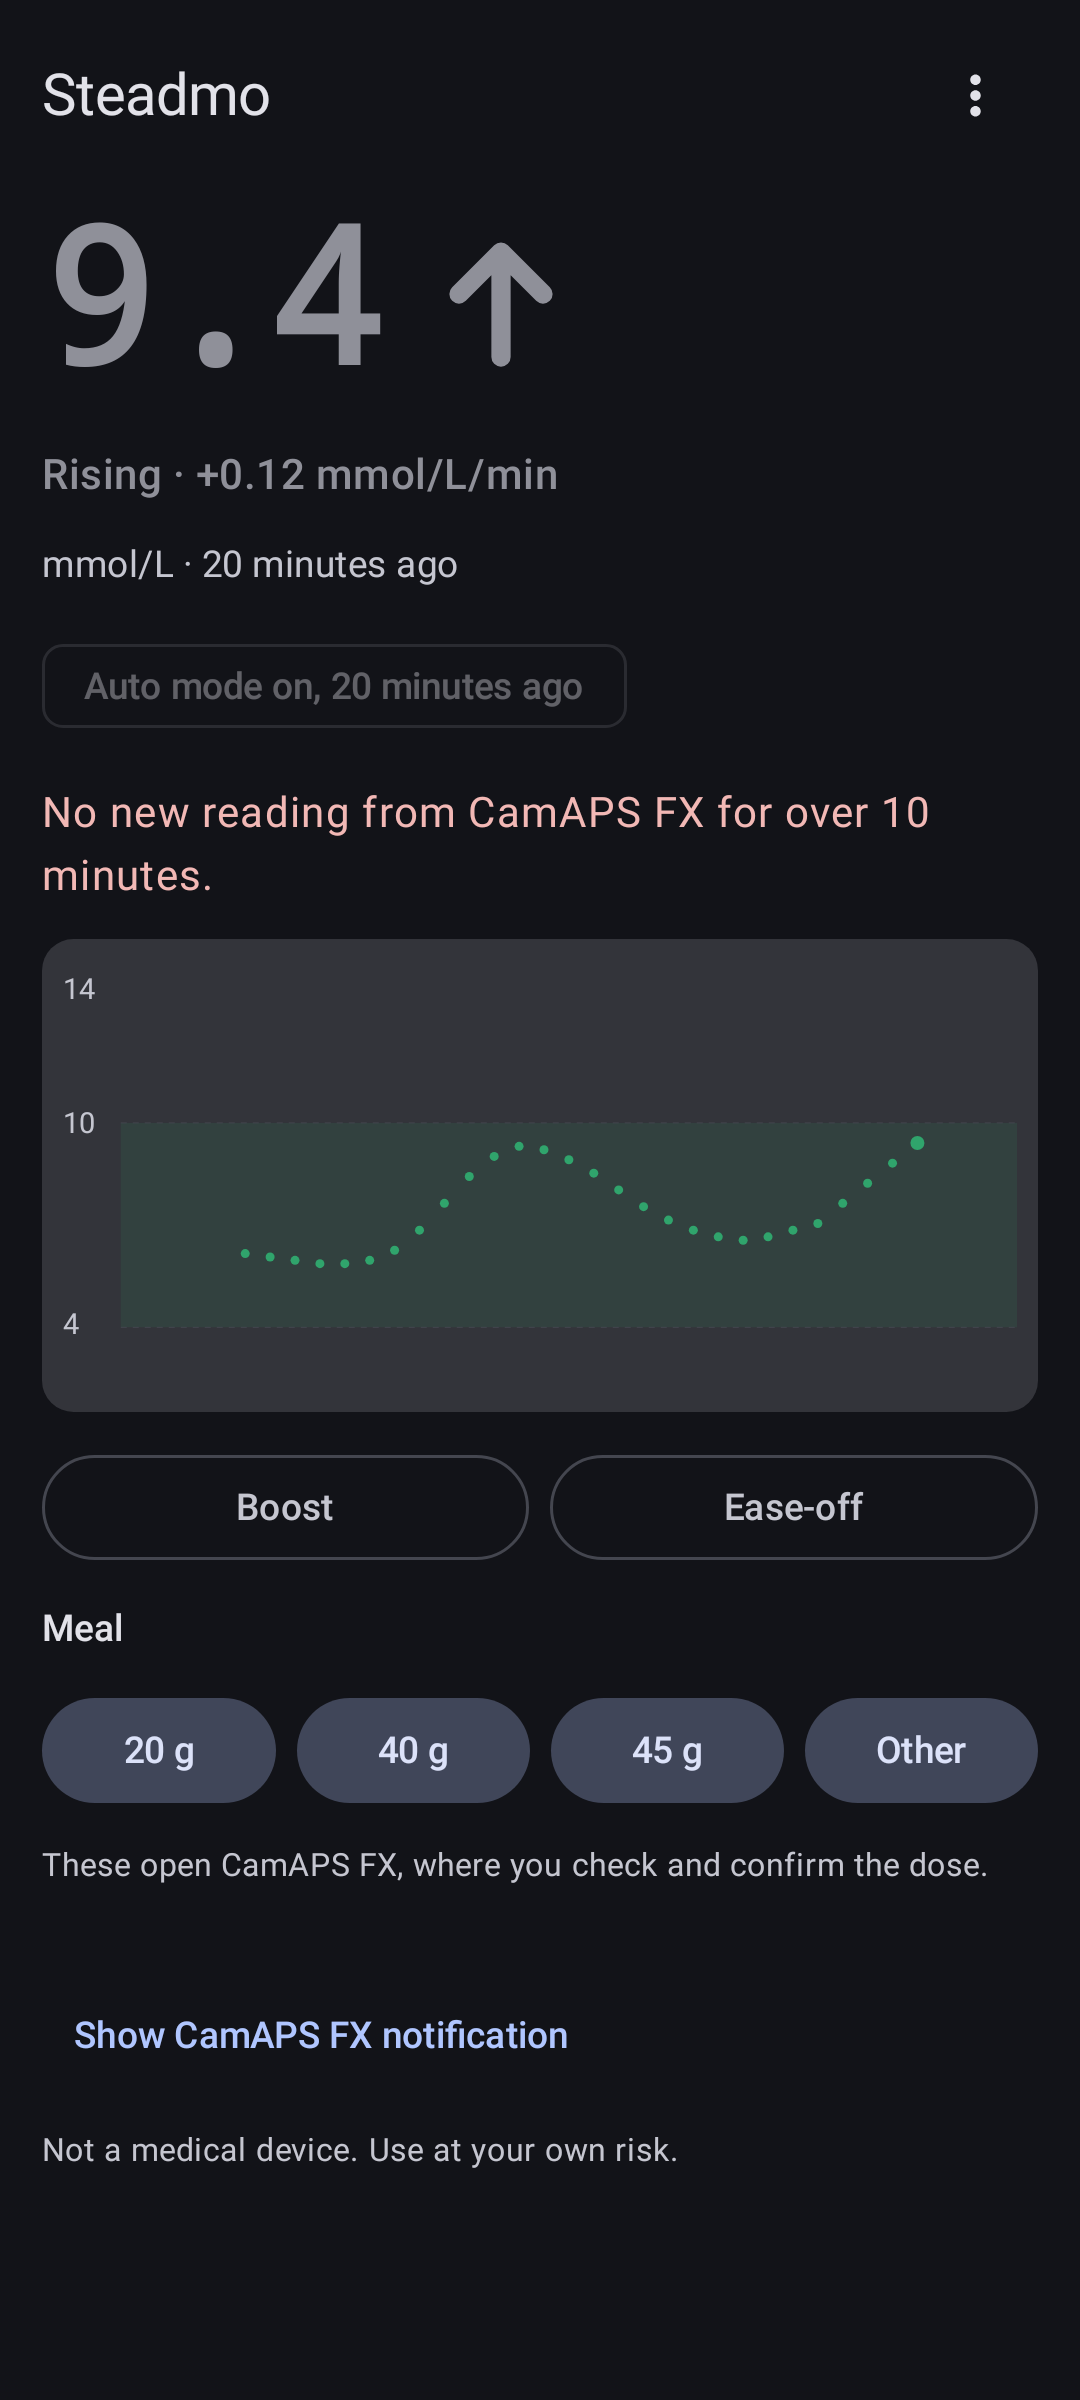 Steadmo
9.4
Rising · +0.12 mmol/L/min
mmol/L · 20 minutes ago
Auto mode on, 20 minutes ago
No new reading from CamAPS FX for over 10
minutes.
14
10
4
Boost
Ease-off
Meal
20 g
40 g
45 g
Other
These open CamAPS FX, where you check and confirm the dose.
Show CamAPS FX notification
Not a medical device. Use at your own risk.